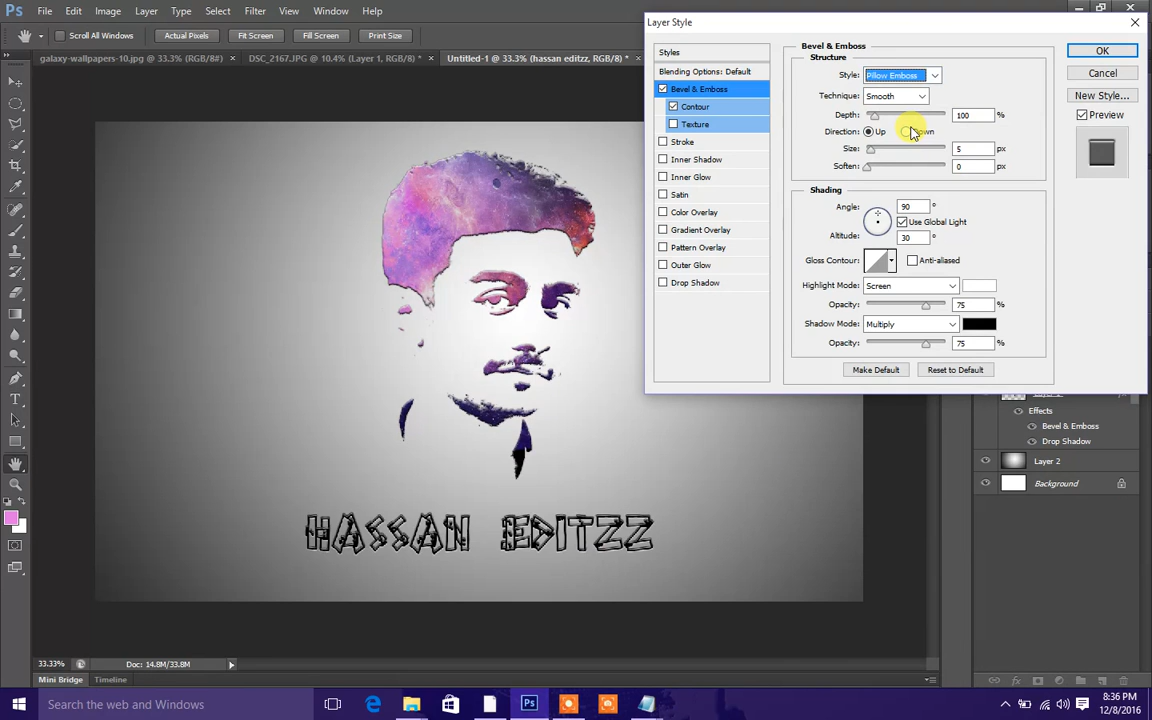 Ps File Edit Image Layer Type Select Filter View Window Help
Scroll All Windows Actual Pixels Fit Screen Fill Screen Print Size
galaxy-wallpapers-10.jpg @ 33.3% (RGB/8#) × DSC_2167.JPG @ 10.4% (Layer 1, RGB/8*) * × Untitled-1 @ 33.3% (hassan editzz, RGB/8*) * ×
Layer Style
Styles
Blending Options: Default
Bevel & Emboss
Contour
Texture
Stroke
Inner Shadow
Inner Glow
Satin
Color Overlay
Gradient Overlay
Pattern Overlay
Outer Glow
Drop Shadow
Bevel & Emboss
Structure
Style: Pillow Emboss
Technique: Smooth
Depth: 100 %
Direction: Up Down
Size: 5 px
Soften: 0 px
Shading
Angle: 90 °
Use Global Light
Altitude: 30 °
Gloss Contour: Anti-aliased
Highlight Mode: Screen
Opacity: 75 %
Shadow Mode: Multiply
Opacity: 75 %
Make Default Reset to Default
OK
Cancel
New Style...
Preview
Effects
Bevel & Emboss
Drop Shadow
Layer 2
Background
HASSAN EDITZZ
33.33% Doc: 14.8M/33.8M
Mini Bridge Timeline
Search the web and Windows
8:36 PM
12/8/2016